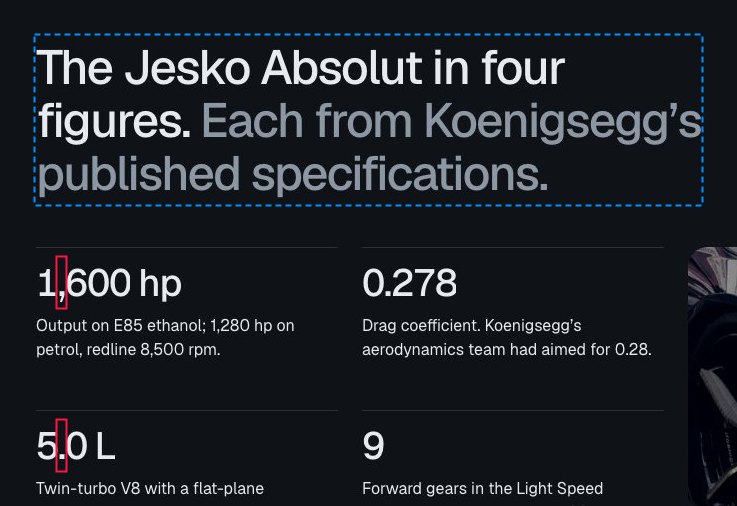 The Jesko Absolut in four
figures. Each from Koenigsegg’s
published specifications.
1,600 hp
Output on E85 ethanol; 1,280 hp on
petrol, redline 8,500 rpm.
0.278
Drag coefficient. Koenigsegg’s
aerodynamics team had aimed for 0.28.
5.0 L
Twin-turbo V8 with a flat-plane
9
Forward gears in the Light Speed